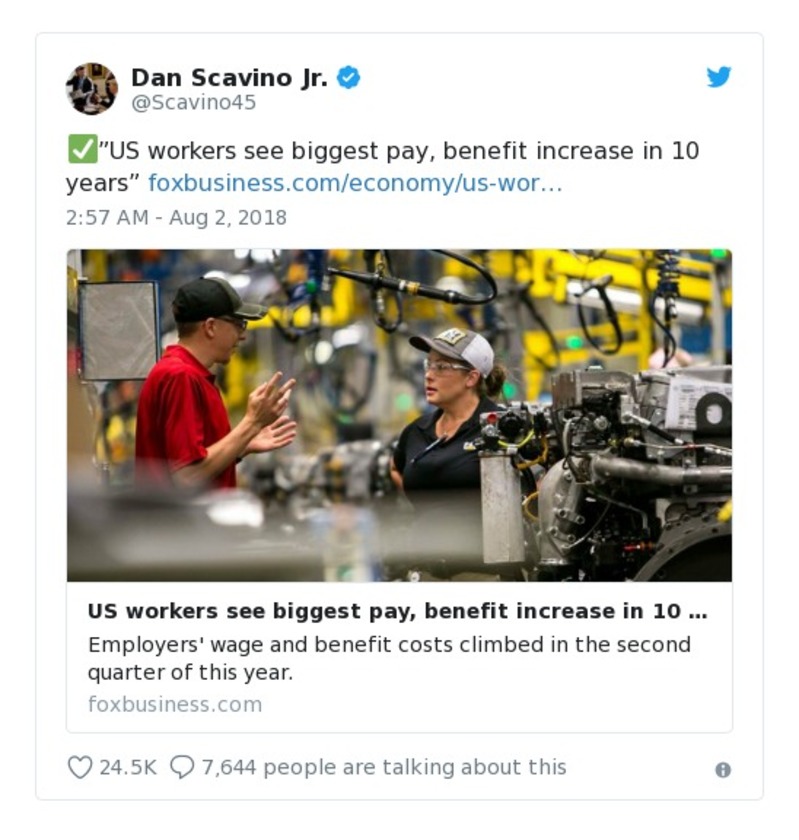 Dan Scavino Jr.
@Scavino45
✅”US workers see biggest pay, benefit increase in 10
years” foxbusiness.com/economy/us-wor…
2:57 AM - Aug 2, 2018
US workers see biggest pay, benefit increase in 10 ...
Employers' wage and benefit costs climbed in the second
quarter of this year.
foxbusiness.com
24.5K 7,644 people are talking about this